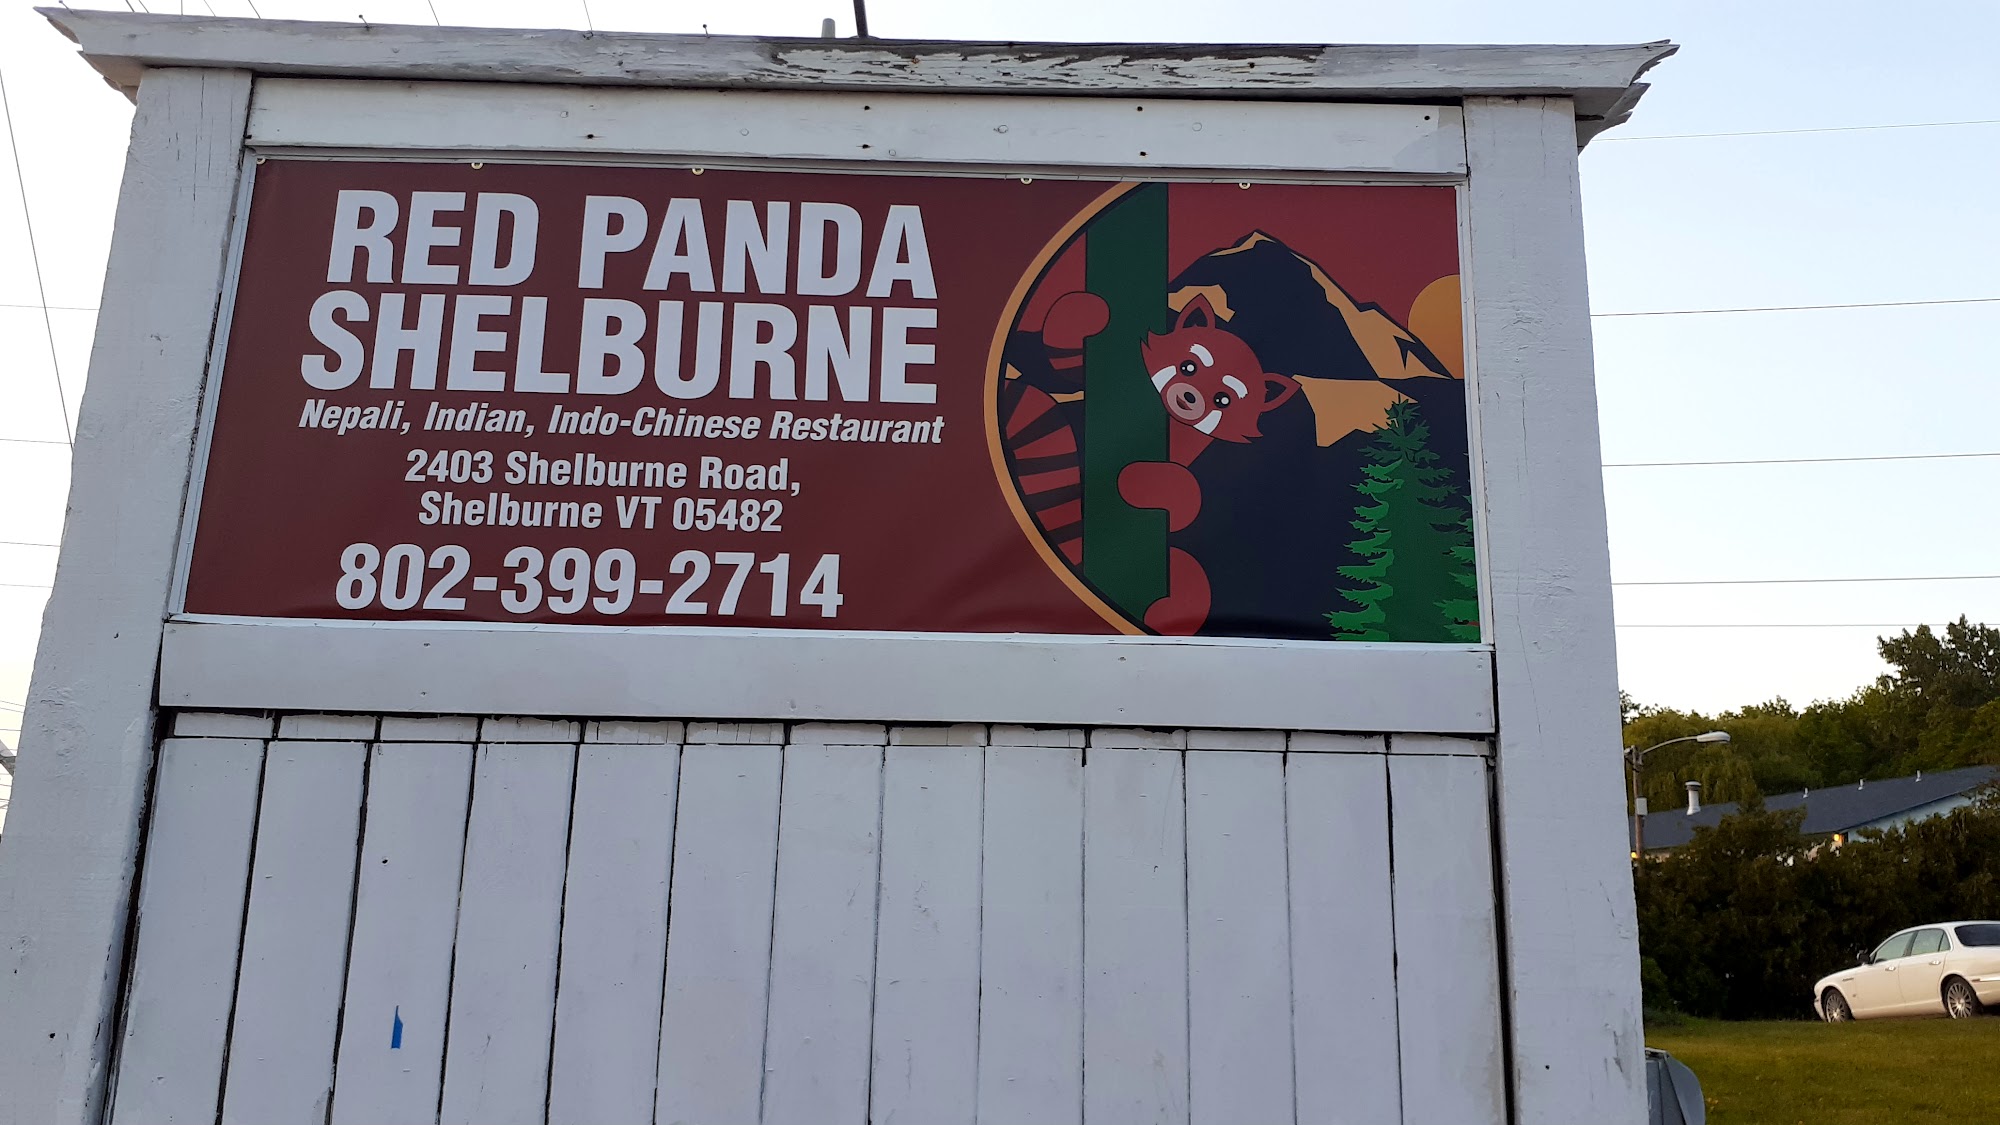 RED PANDA
SHELBURNE
Nepali, Indian, Indo-Chinese Restaurant
2403 Shelburne Road,
Shelburne VT 05482
802-399-2714